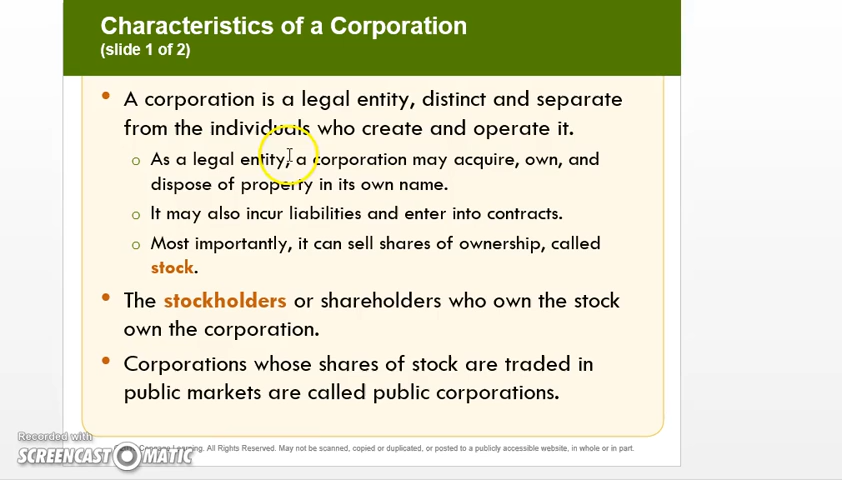 Characteristics of a Corporation
(slide 1 of 2)
• A corporation is a legal entity, distinct and separate
from the individuals who create and operate it.
o As a legal entity, a corporation may acquire, own, and
dispose of property in its own name.
o It may also incur liabilities and enter into contracts.
o Most importantly, it can sell shares of ownership, called
stock.
• The stockholders or shareholders who own the stock
own the corporation.
• Corporations whose shares of stock are traded in
public markets are called public corporations.
Recorded with
SCREENCAST-O-MATIC
Cengage Learning. All Rights Reserved. May not be scanned, copied or duplicated, or posted to a publicly accessible website, in whole or in part.